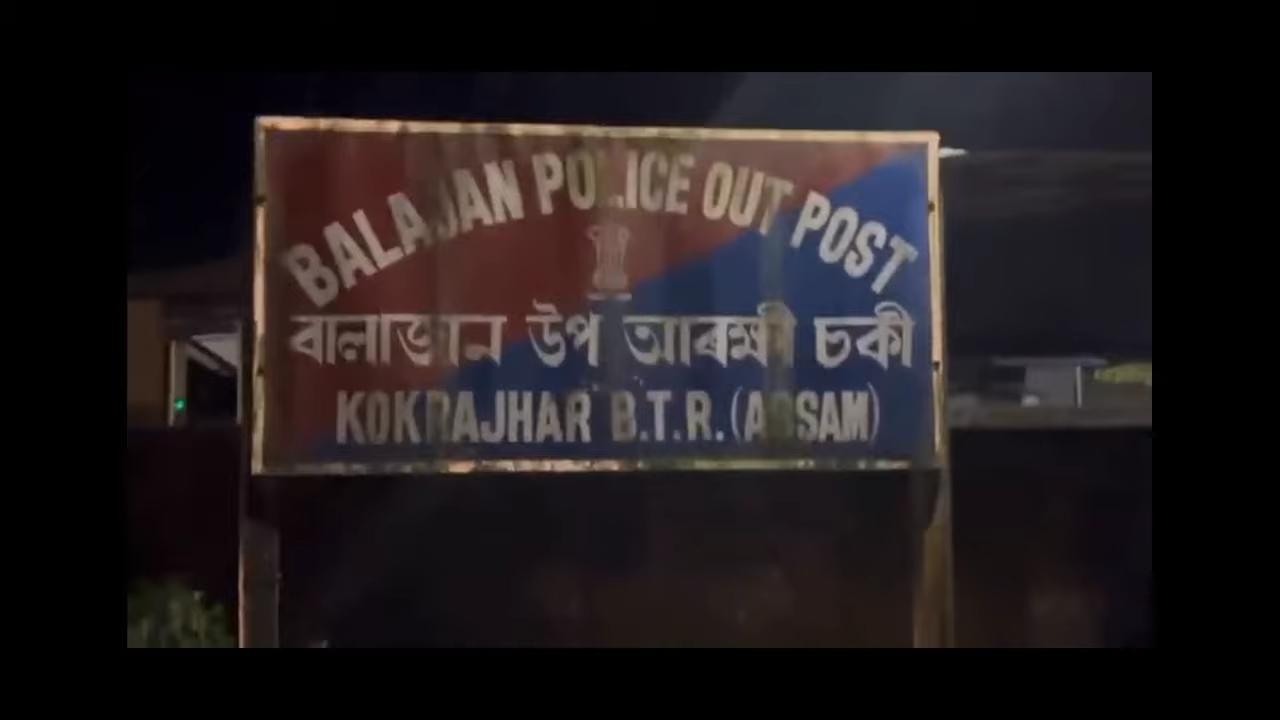 BALAJAN POLICE OUT POST
বালাজান উপ আৰক্ষী চকী
KOKRAJHAR B.T.R. (ASSAM)